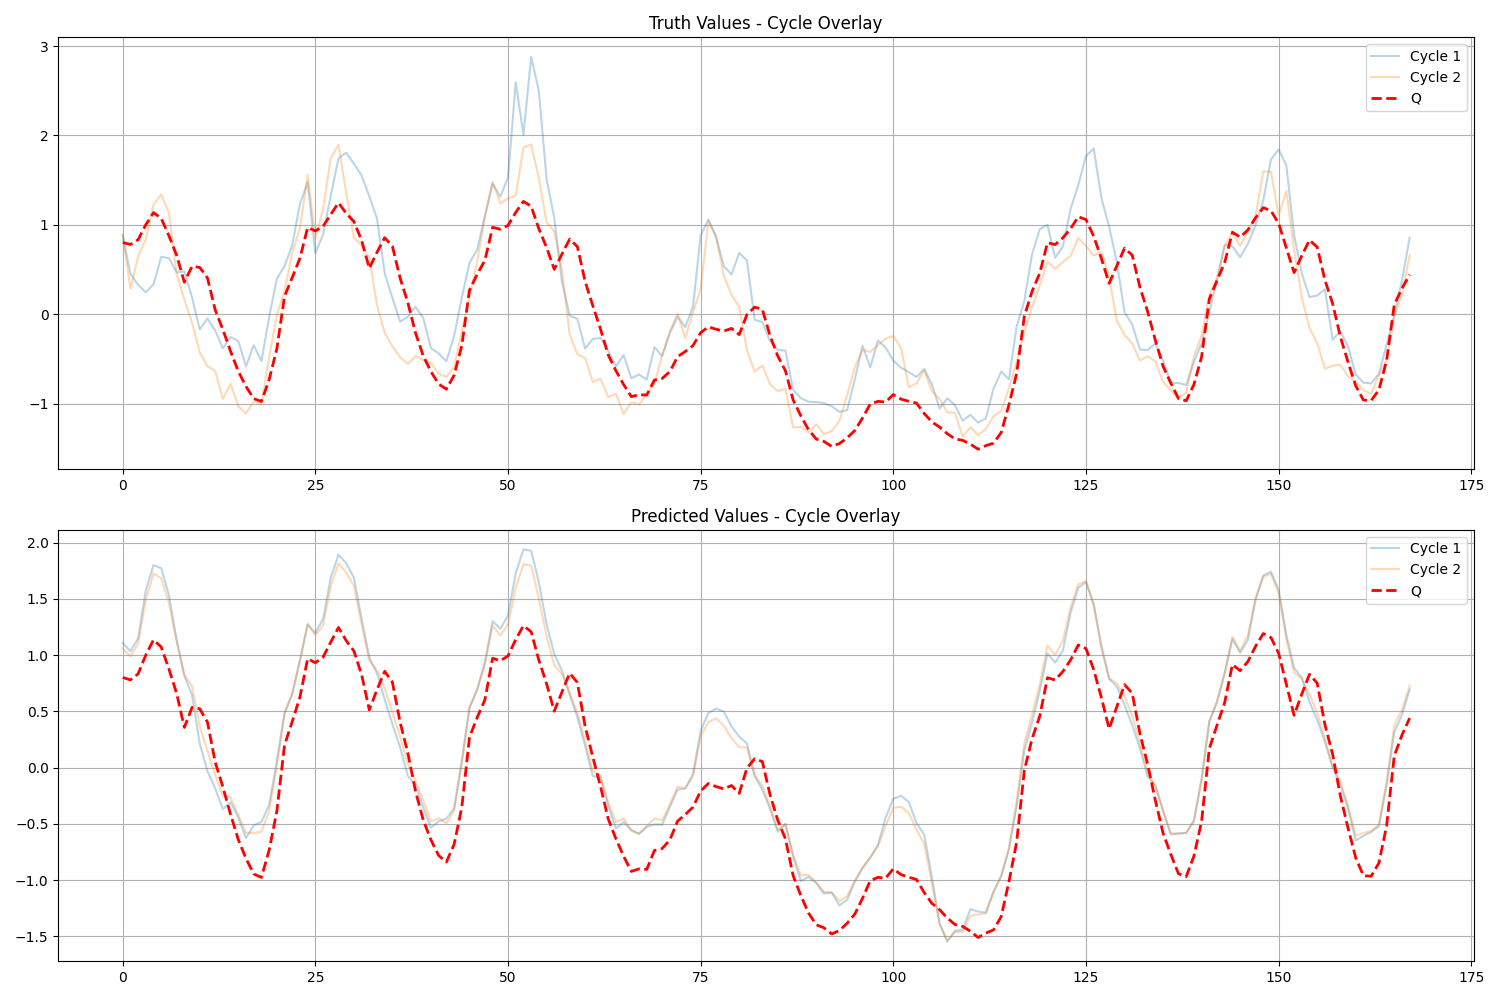 Truth Values - Cycle Overlay
3
2
1
0
−1
Cycle 1
Cycle 2
Q
0 25 50 75 100 125 150 175
Predicted Values - Cycle Overlay
2.0
1.5
1.0
0.5
0.0
−0.5
−1.0
−1.5
Cycle 1
Cycle 2
Q
0 25 50 75 100 125 150 175